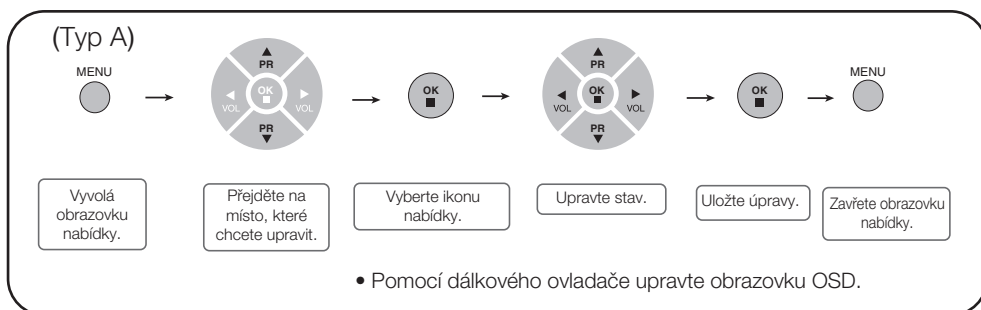 (Typ A)
MENU
PR
OK
VOL
VOL
PR
OK
PR
OK
VOL
VOL
PR
OK
MENU
Vyvolá
obrazovku
nabídky.
Přejděte na
místo, které
chcete upravit.
Vyberte ikonu
nabídky.
Upravte stav.
Uložte úpravy.
Zavřete obrazovku
nabídky.
• Pomocí dálkového ovladače upravte obrazovku OSD.